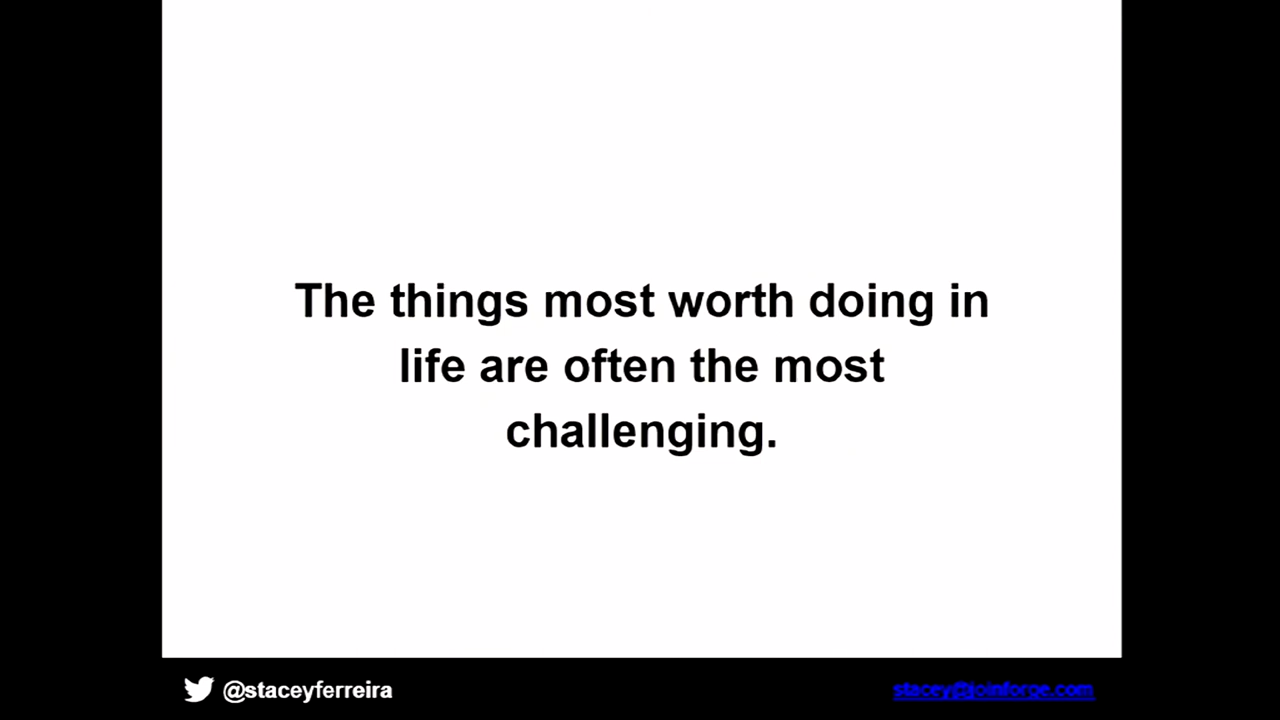 The things most worth doing in
life are often the most
challenging.
@staceyferreira
stacey@joinforge.com